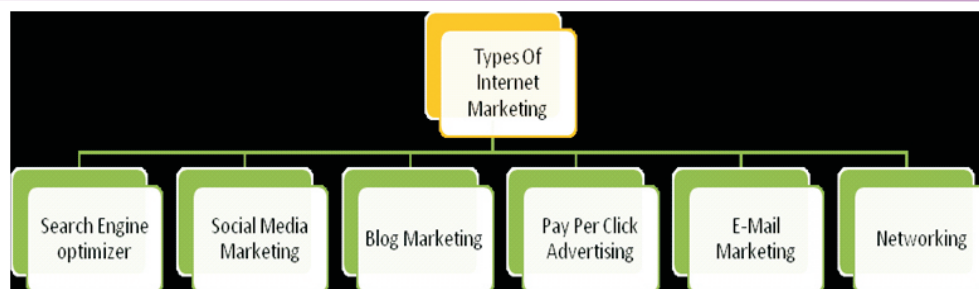 Types Of
Internet
Marketing
Search Engine
optimizer
Social Media
Marketing
Blog Marketing
Pay Per Click
Advertising
E-Mail
Marketing
Networking